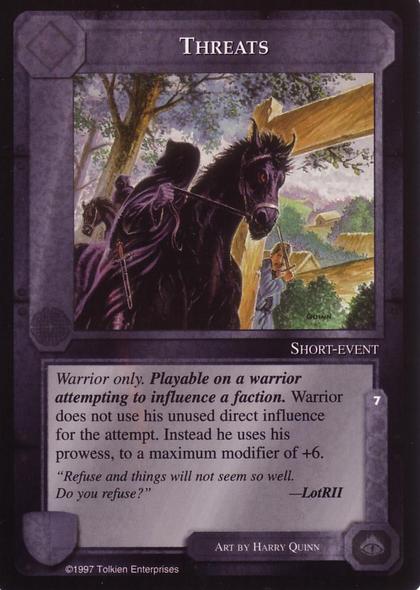 THREATS
QUINN
SHORT-EVENT
Warrior only. Playable on a warrior
attempting to influence a faction. Warrior
does not use his unused direct influence
for the attempt. Instead he uses his
prowess, to a maximum modifier of +6.
7
“Refuse and things will not seem so well.
Do you refuse?” —LotRII
ART BY HARRY QUINN
©1997 Tolkien Enterprises